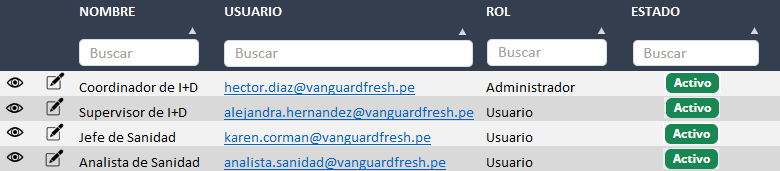 NOMBRE USUARIO ROL ESTADO
Buscar Buscar Buscar Buscar
Coordinador de I+D hector.diaz@vanguardfresh.pe Administrador Activo
Supervisor de I+D alejandra.hernandez@vanguardfresh.pe Usuario Activo
Jefe de Sanidad karen.corman@vanguardfresh.pe Usuario Activo
Analista de Sanidad analista.sanidad@vanguardfresh.pe Usuario Activo